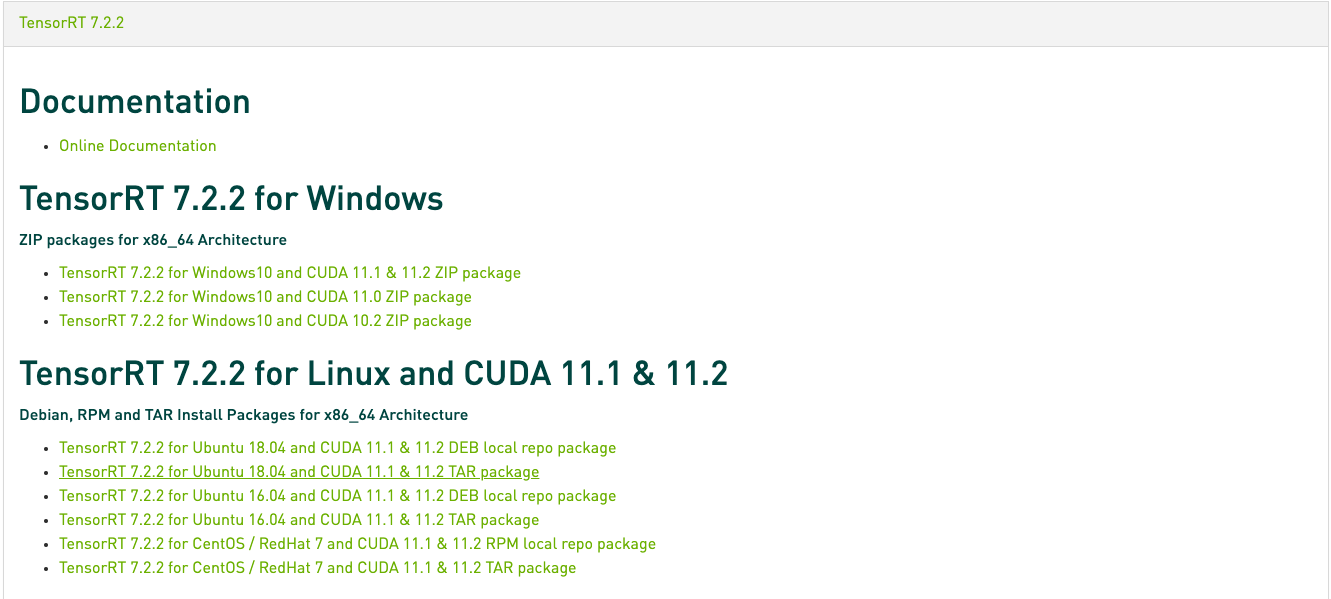 TensorRT 7.2.2
Documentation
Online Documentation
TensorRT 7.2.2 for Windows
ZIP packages for x86_64 Architecture
TensorRT 7.2.2 for Windows10 and CUDA 11.1 & 11.2 ZIP package
TensorRT 7.2.2 for Windows10 and CUDA 11.0 ZIP package
TensorRT 7.2.2 for Windows10 and CUDA 10.2 ZIP package
TensorRT 7.2.2 for Linux and CUDA 11.1 & 11.2
Debian, RPM and TAR Install Packages for x86_64 Architecture
TensorRT 7.2.2 for Ubuntu 18.04 and CUDA 11.1 & 11.2 DEB local repo package
TensorRT 7.2.2 for Ubuntu 18.04 and CUDA 11.1 & 11.2 TAR package
TensorRT 7.2.2 for Ubuntu 16.04 and CUDA 11.1 & 11.2 DEB local repo package
TensorRT 7.2.2 for Ubuntu 16.04 and CUDA 11.1 & 11.2 TAR package
TensorRT 7.2.2 for CentOS / RedHat 7 and CUDA 11.1 & 11.2 RPM local repo package
TensorRT 7.2.2 for CentOS / RedHat 7 and CUDA 11.1 & 11.2 TAR package